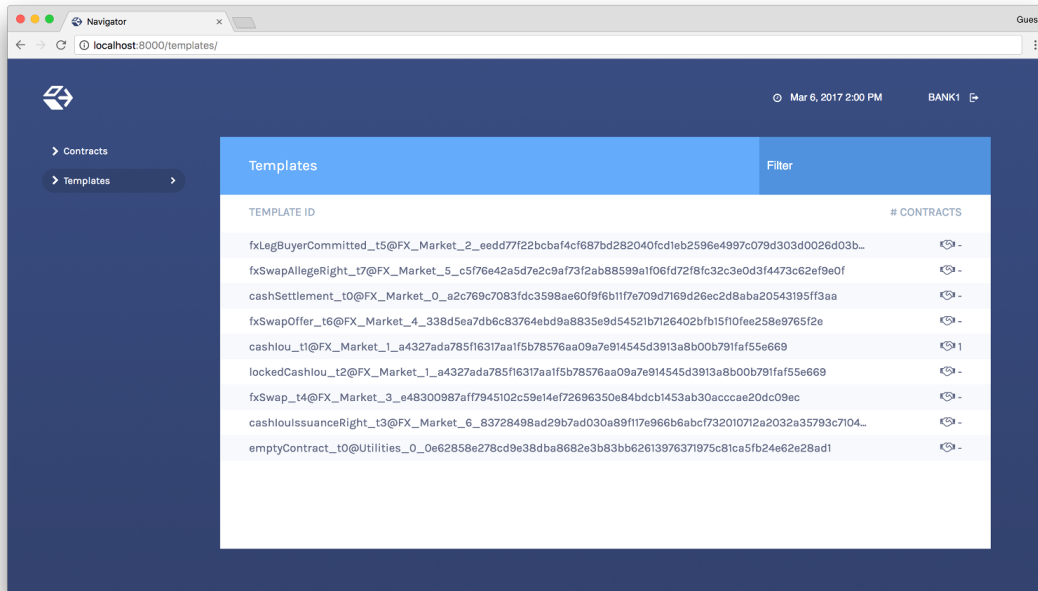 Navigator
Gues
localhost:8000/templates/
Mar 6, 2017 2:00 PM
BANK1
Contracts
Templates
Templates
Filter
TEMPLATE ID
# CONTRACTS
fxLegBuyerCommitted_t5@FX_Market_2_eedd77f22bcbaf4cf687bd282040fcd1eb2596e4997c079d303d0026d03b... -
fxSwapAllegeRight_t7@FX_Market_5_c5f76e42a5d7e2c9af73f2ab88599a1f06fd72f8fc32c3e0d3f4473c62ef9e0f -
cashSettlement_t0@FX_Market_0_a2c769c7083fdc3598ae60f9f6b11f7e709d7169d26ec2d8aba20543195ff3aa -
fxSwapOffer_t6@FX_Market_4_338d5ea7db6c83764ebd9a8835e9d54521b7126402bfb15f10fee258e9765f2e -
cashIou_t1@FX_Market_1_a4327ada785f16317aa1f5b78576aa09a7e914545d3913a8b00b791faf55e669 1
lockedCashIou_t2@FX_Market_1_a4327ada785f16317aa1f5b78576aa09a7e914545d3913a8b00b791faf55e669 -
fxSwap_t4@FX_Market_3_e48300987aff7945102c59e14ef72696350e84bdcb1453ab30acccae20dc09ec -
cashIouIssuanceRight_t3@FX_Market_6_83728498ad29b7ad030a89f117e966b6abcf732010712a2032a35793c7104... -
emptyContract_t0@Utilities_0_0e62858e278cd9e38dba8682e3b83bb62613976371975c81ca5fb24e62e28ad1 -